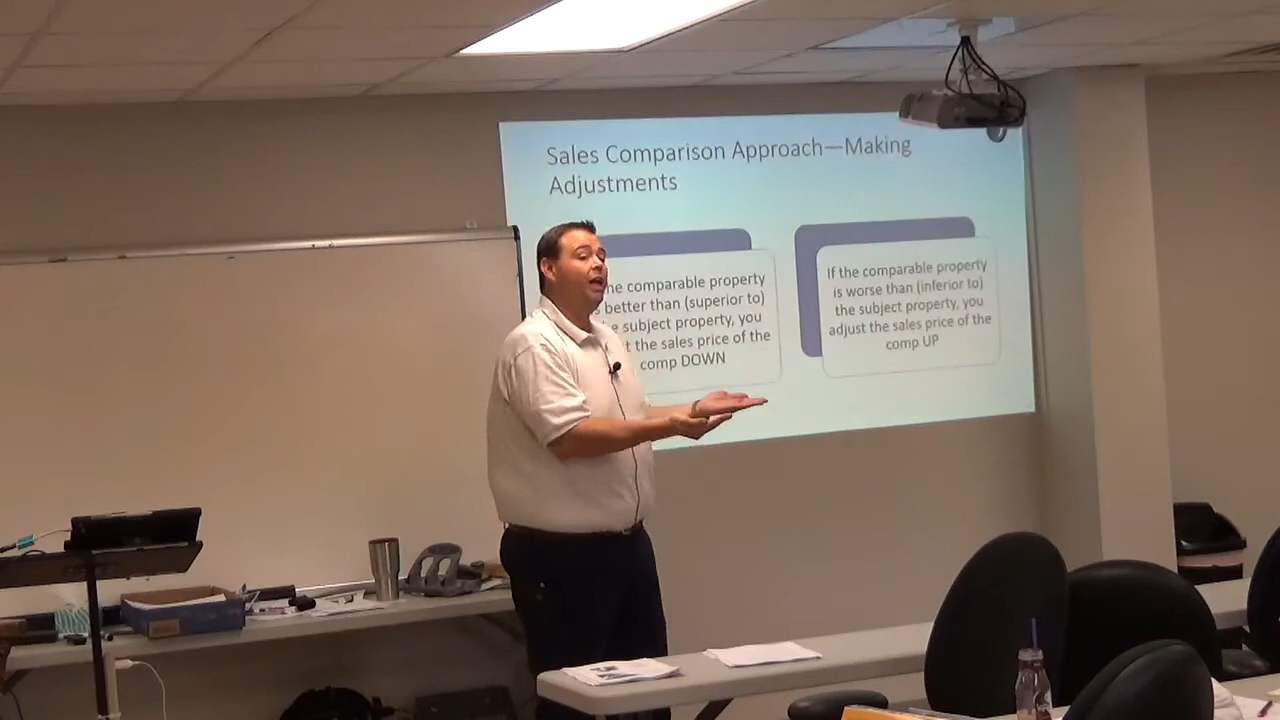 Sales Comparison Approach—Making
Adjustments
he comparable property
better than (superior to)
e subject property, you
t the sales price of the
comp DOWN
If the comparable property
is worse than (inferior to)
the subject property, you
adjust the sales price of the
comp UP